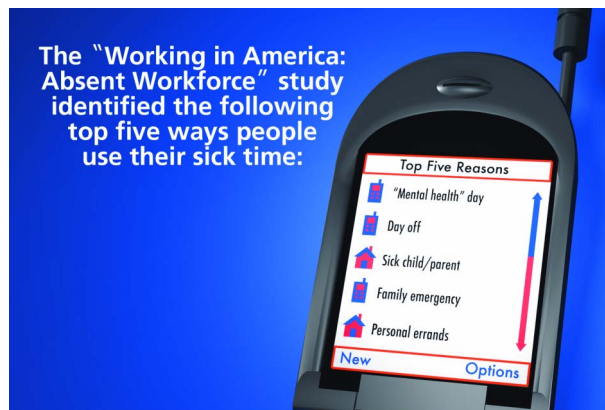 The "Working in America:
Absent Workforce" study
identified the following
top five ways people
use their sick time:
Top Five Reasons
"Mental health" day
Day off
Sick child/parent
Family emergency
Personal errands
New
Options